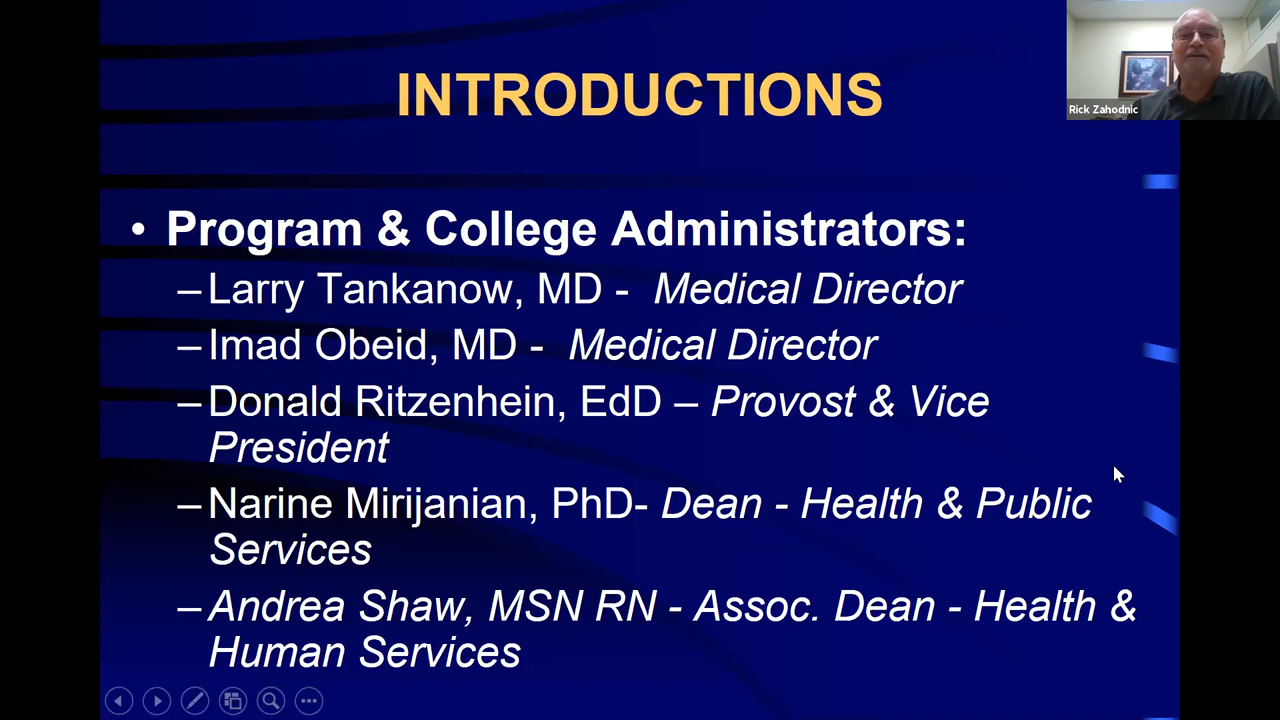 INTRODUCTIONS
Rick Zahodnic
• Program & College Administrators:
–Larry Tankanow, MD - Medical Director
–Imad Obeid, MD - Medical Director
–Donald Ritzenhein, EdD – Provost & Vice
President
–Narine Mirijanian, PhD- Dean - Health & Public
Services
–Andrea Shaw, MSN RN - Assoc. Dean - Health &
Human Services